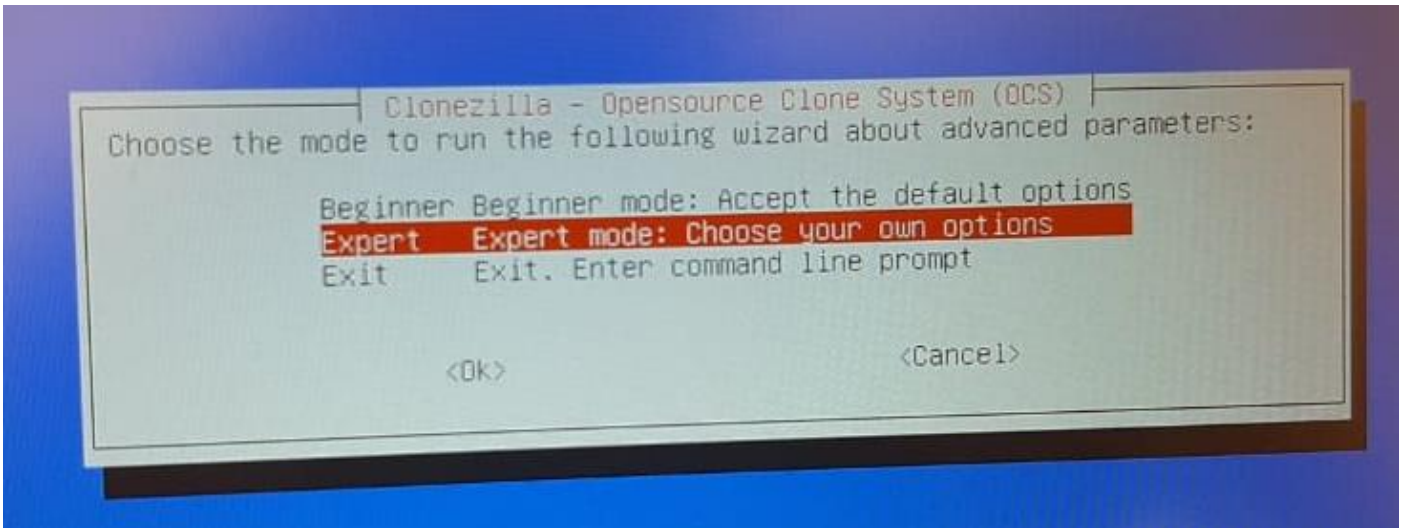 Clonezilla - Opensource Clone System (OCS)
Choose the mode to run the following wizard about advanced parameters:
Beginner Beginner mode: Accept the default options
Expert Expert mode: Choose your own options
Exit Exit. Enter command line prompt
<Ok> <Cancel>